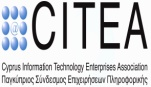 CITEA
Cyprus Information Technology Enterprises Association
Παγκύπριος Σύνδεσμος Επιχειρήσεων Πληροφορικής